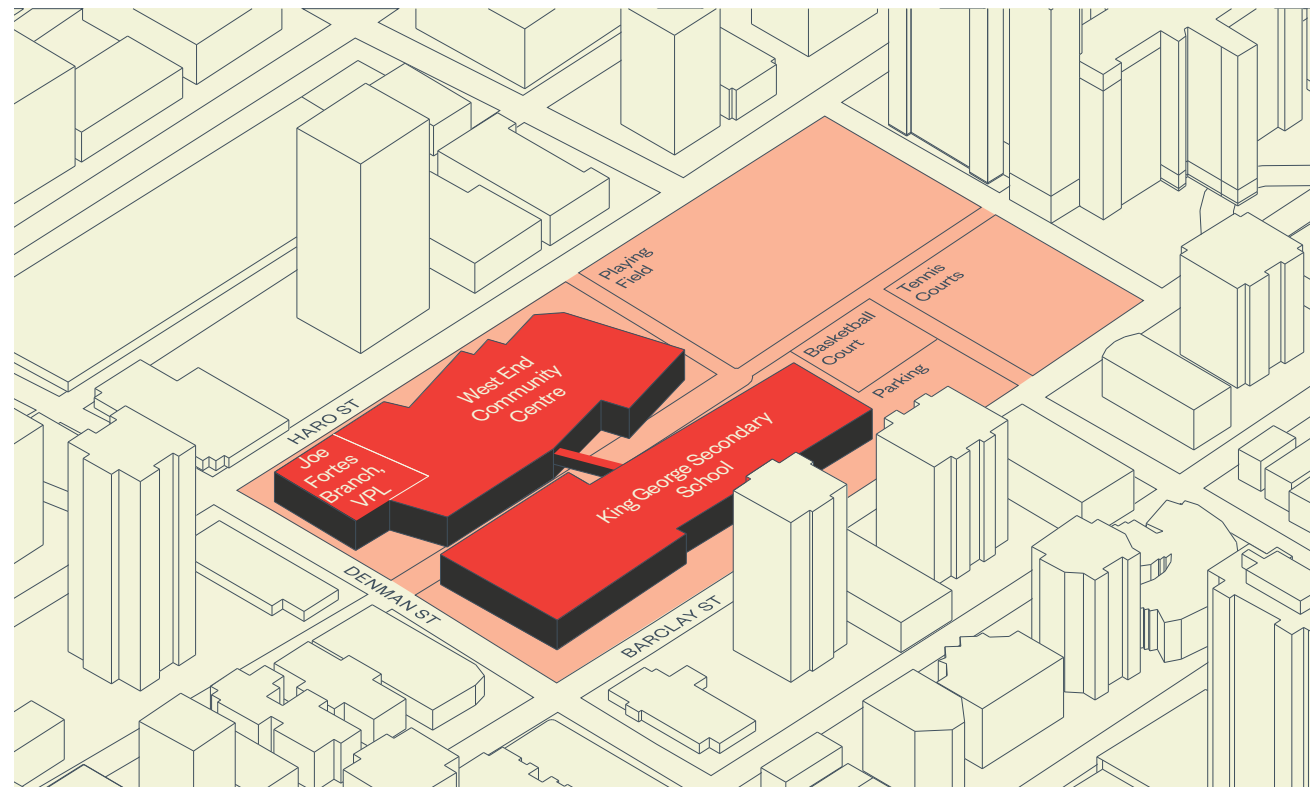 Playing
Field
Tennis
Courts
Basketball
Court
Parking
West End
Community
Centre
HARO ST
Joe
Fortes
Branch,
VPL
King George Secondary
School
DENMAN ST
BARCLAY ST